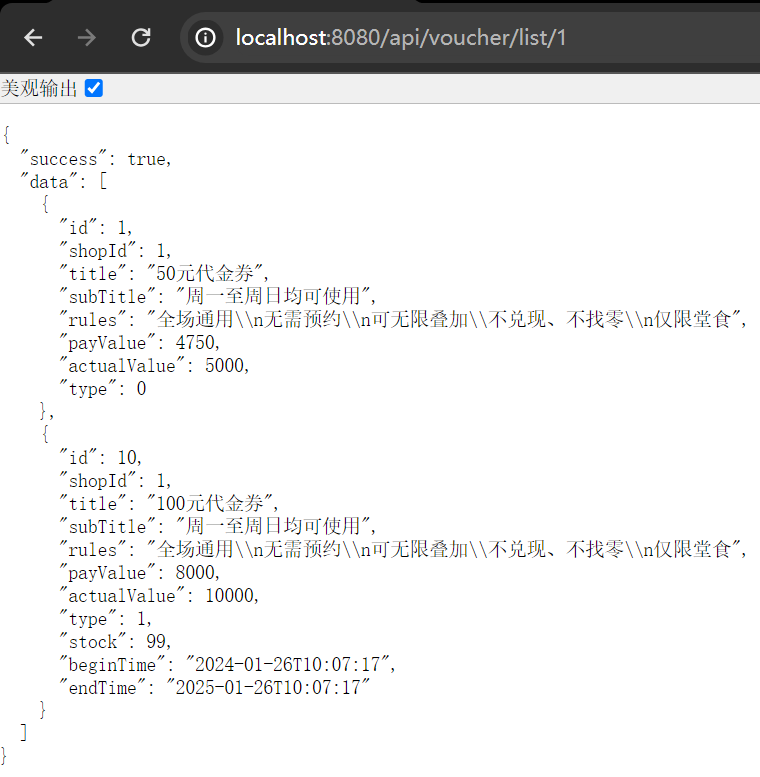 localhost:8080/api/voucher/list/1
美观输出
{
  "success": true,
  "data": [
    {
      "id": 1,
      "shopId": 1,
      "title": "50元代金券",
      "subTitle": "周一至周日均可使用",
      "rules": "全场通用\\n无需预约\\n可无限叠加\\不兑现、不找零\\n仅限堂食",
      "payValue": 4750,
      "actualValue": 5000,
      "type": 0
    },
    {
      "id": 10,
      "shopId": 1,
      "title": "100元代金券",
      "subTitle": "周一至周日均可使用",
      "rules": "全场通用\\n无需预约\\n可无限叠加\\不兑现、不找零\\n仅限堂食",
      "payValue": 8000,
      "actualValue": 10000,
      "type": 1,
      "stock": 99,
      "beginTime": "2024-01-26T10:07:17",
      "endTime": "2025-01-26T10:07:17"
    }
  ]
}